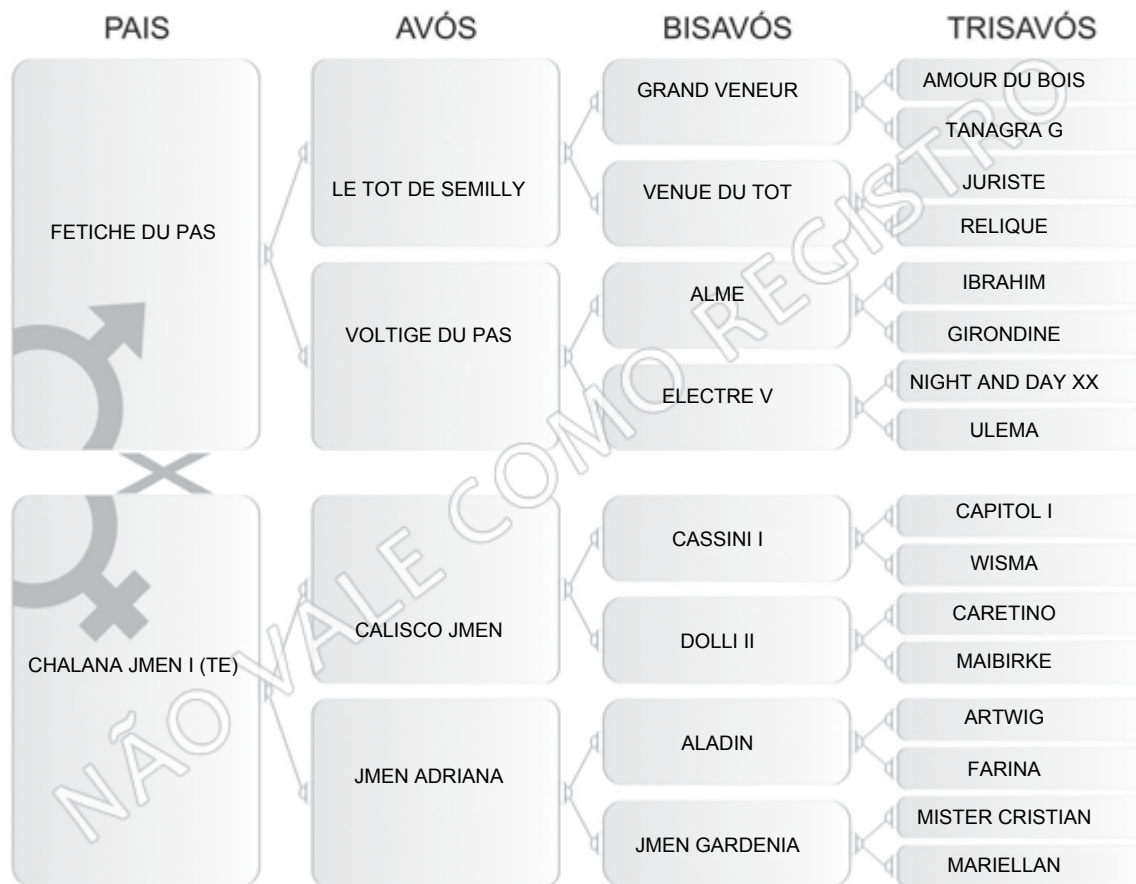 PAIS AVÓS BISAVÓS TRISAVÓS
FETICHE DU PAS
LE TOT DE SEMILLY
VOLTIGE DU PAS
GRAND VENEUR
VENUE DU TOT
ALME
ELECTRE V
AMOUR DU BOIS
TANAGRA G
JURISTE
RELIQUE
IBRAHIM
GIRONDINE
NIGHT AND DAY XX
ULEMA
CHALANA JMEN I (TE)
CALISCO JMEN
JMEN ADRIANA
CASSINI I
DOLLI II
ALADIN
JMEN GARDENIA
CAPITOL I
WISMA
CARETINO
MAIBIRKE
ARTWIG
FARINA
MISTER CRISTIAN
MARIELLAN
NÃO VALE COMO REGISTRO